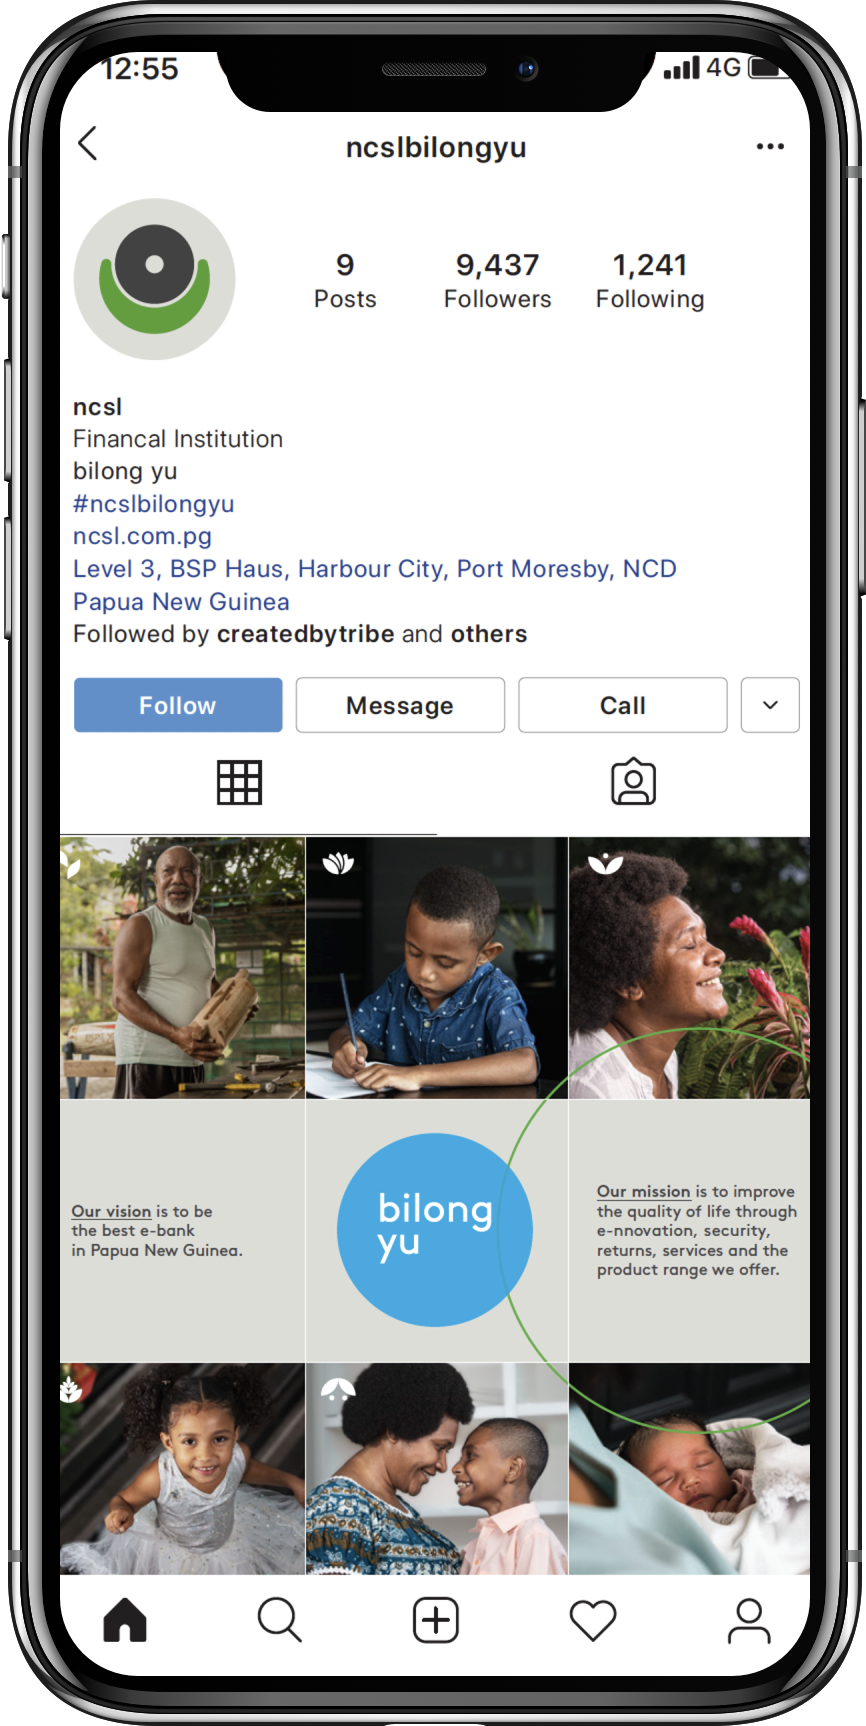 12:55
4G
ncslbilongyu
9
Posts
9,437
Followers
1,241
Following
ncsl
Financal Institution
bilong yu
#ncslbilongyu
ncsl.com.pg
Level 3, BSP Haus, Harbour City, Port Moresby, NCD
Papua New Guinea
Followed by createdbytribe and others
Follow
Message
Call
Our vision is to be
the best e-bank
in Papua New Guinea.
bilong
yu
Our mission is to improve
the quality of life through
e-nnovation, security,
returns, services and the
product range we offer.